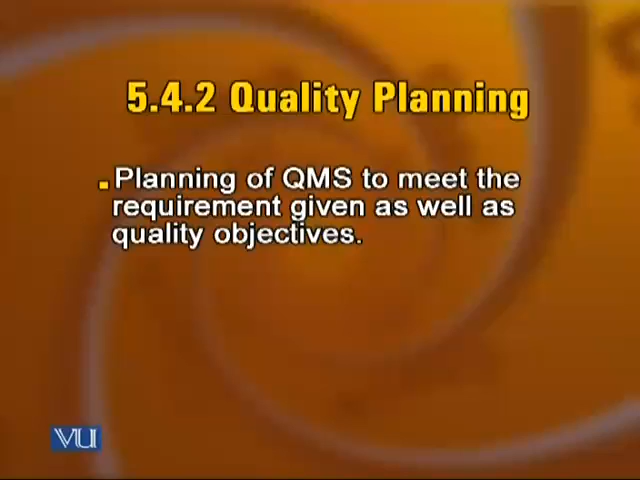 5.4.2 Quality Planning
Planning of QMS to meet the
requirement given as well as
quality objectives.
VU